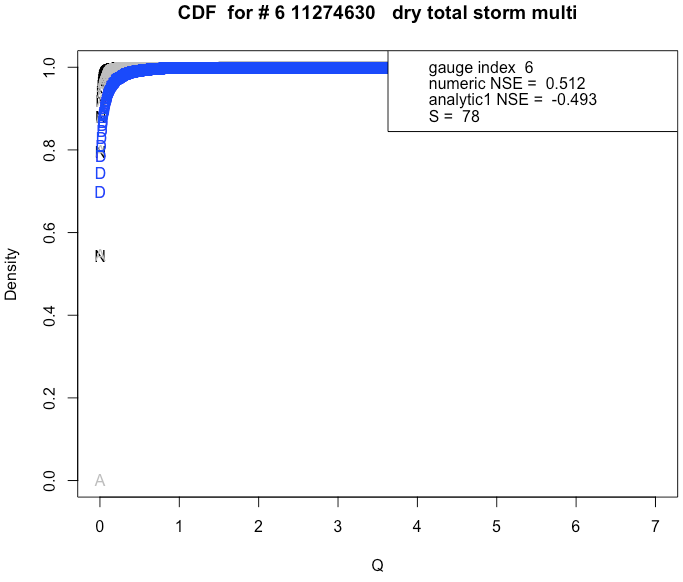 CDF  for # 6 11274630   dry total storm multi
gauge index  6
numeric NSE =  0.512
analytic1 NSE =  -0.493
S =  78
1.0
0.8
0.6
0.4
0.2
0.0
Density
D
D
D
N
A
0 1 2 3 4 5 6 7
Q